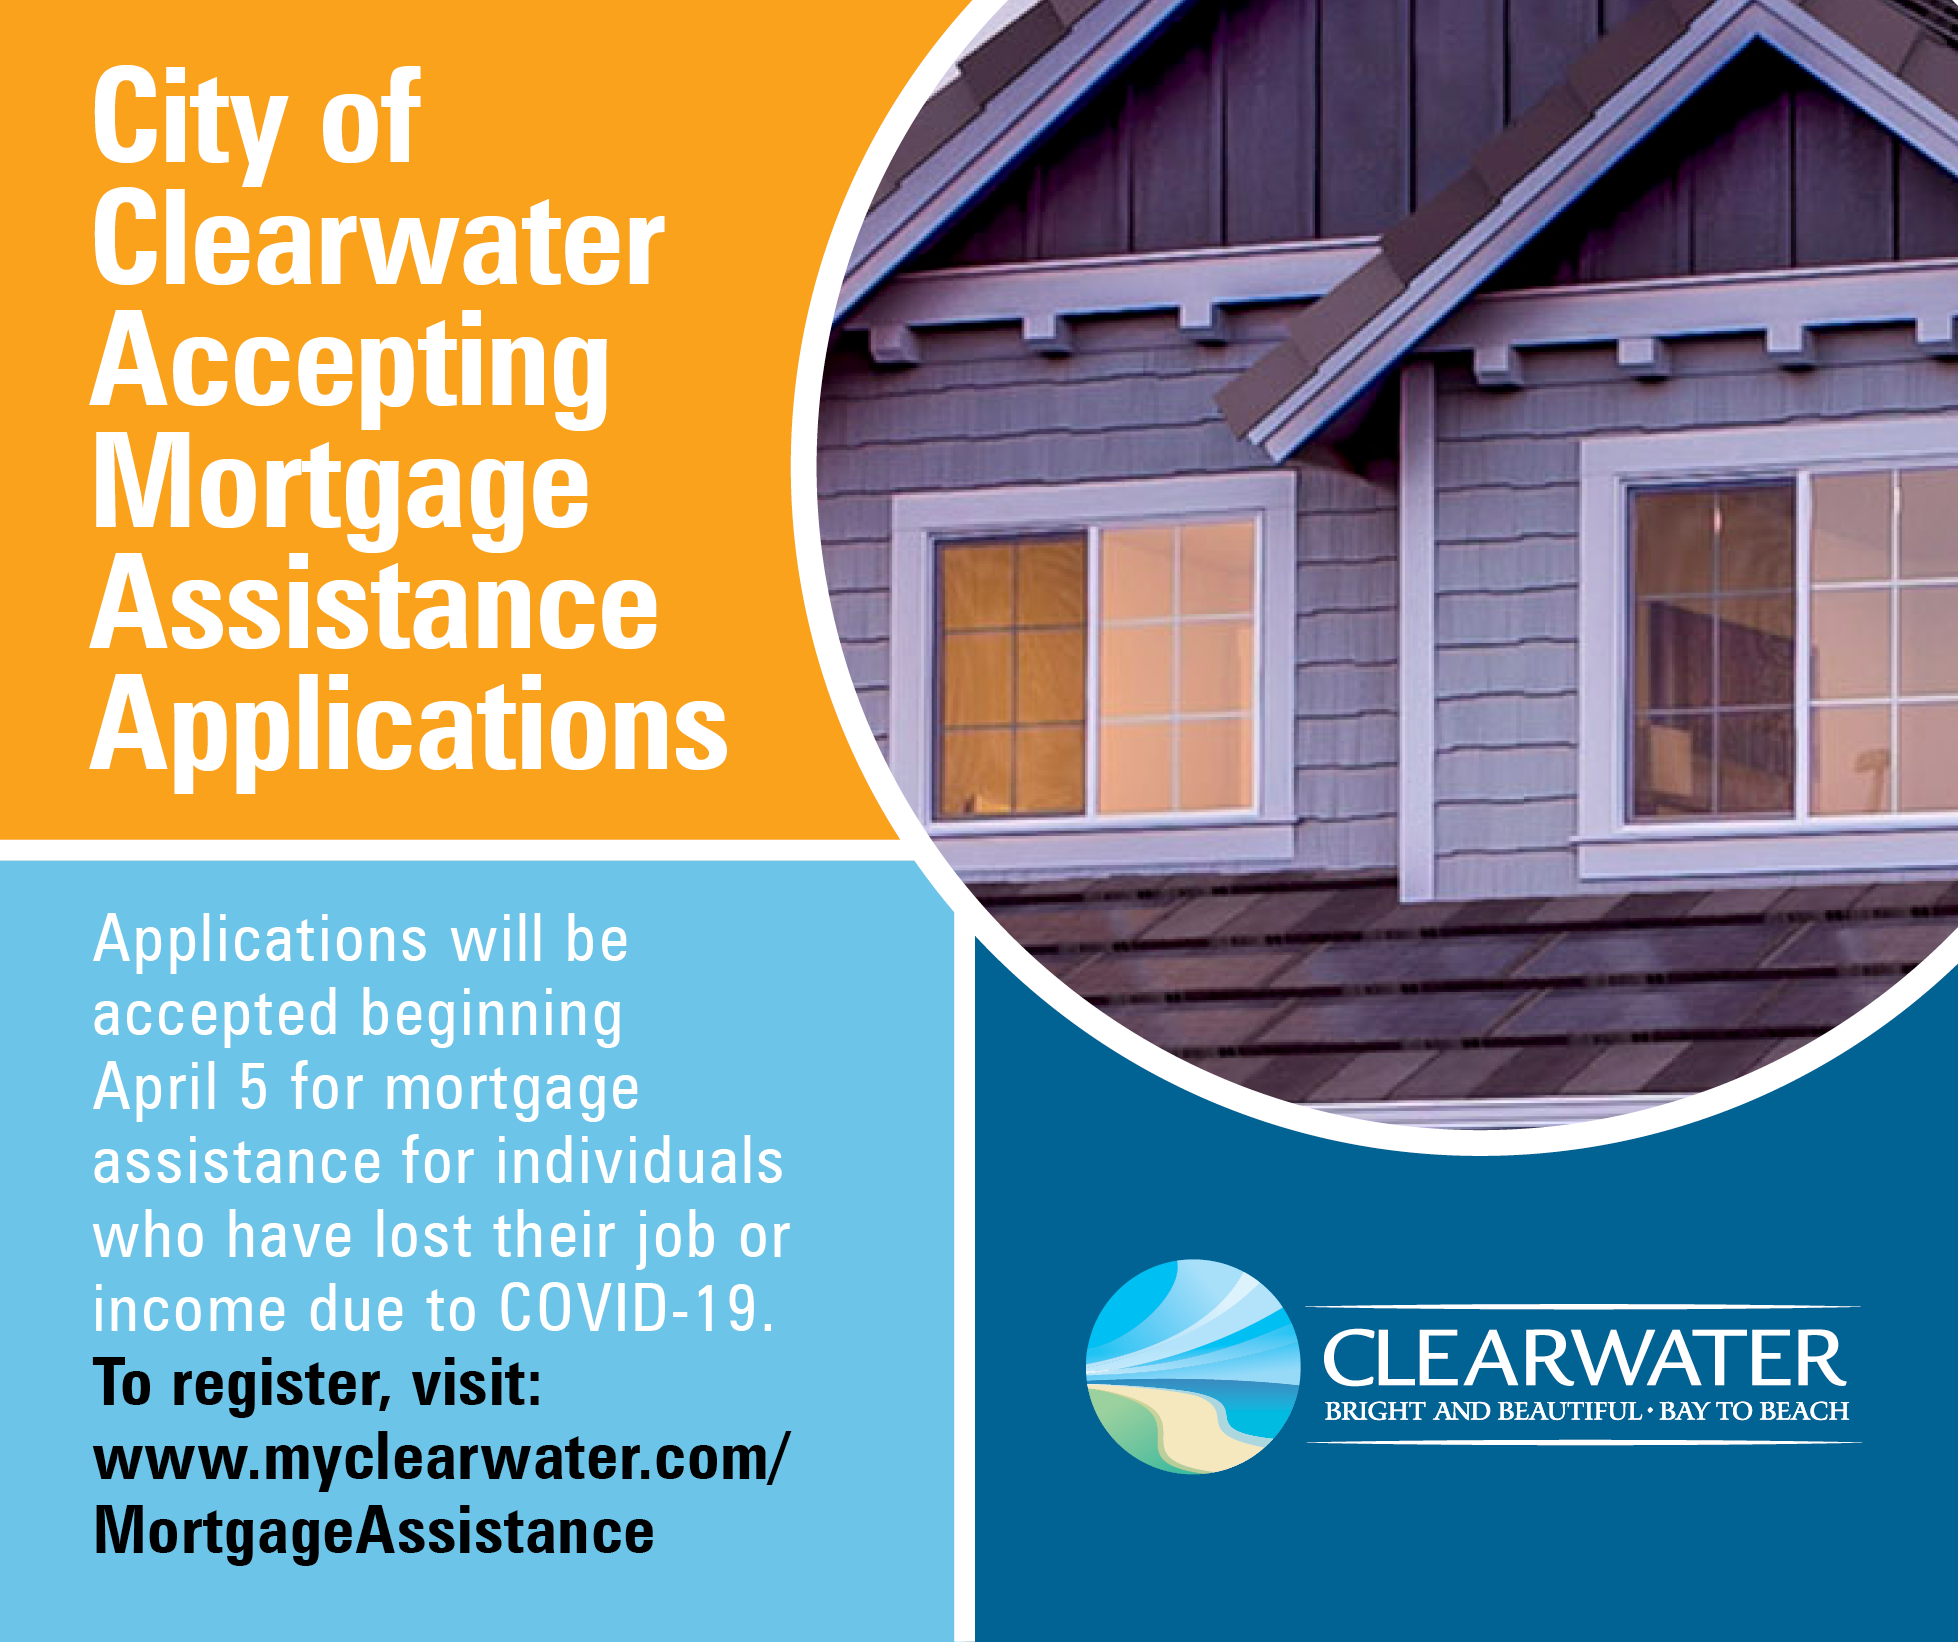 City of
Clearwater
Accepting
Mortgage
Assistance
Applications
Applications will be
accepted beginning
April 5 for mortgage
assistance for individuals
who have lost their job or
income due to COVID-19.
To register, visit:
www.myclearwater.com/
MortgageAssistance
CLEARWATER
BRIGHT AND BEAUTIFUL • BAY TO BEACH